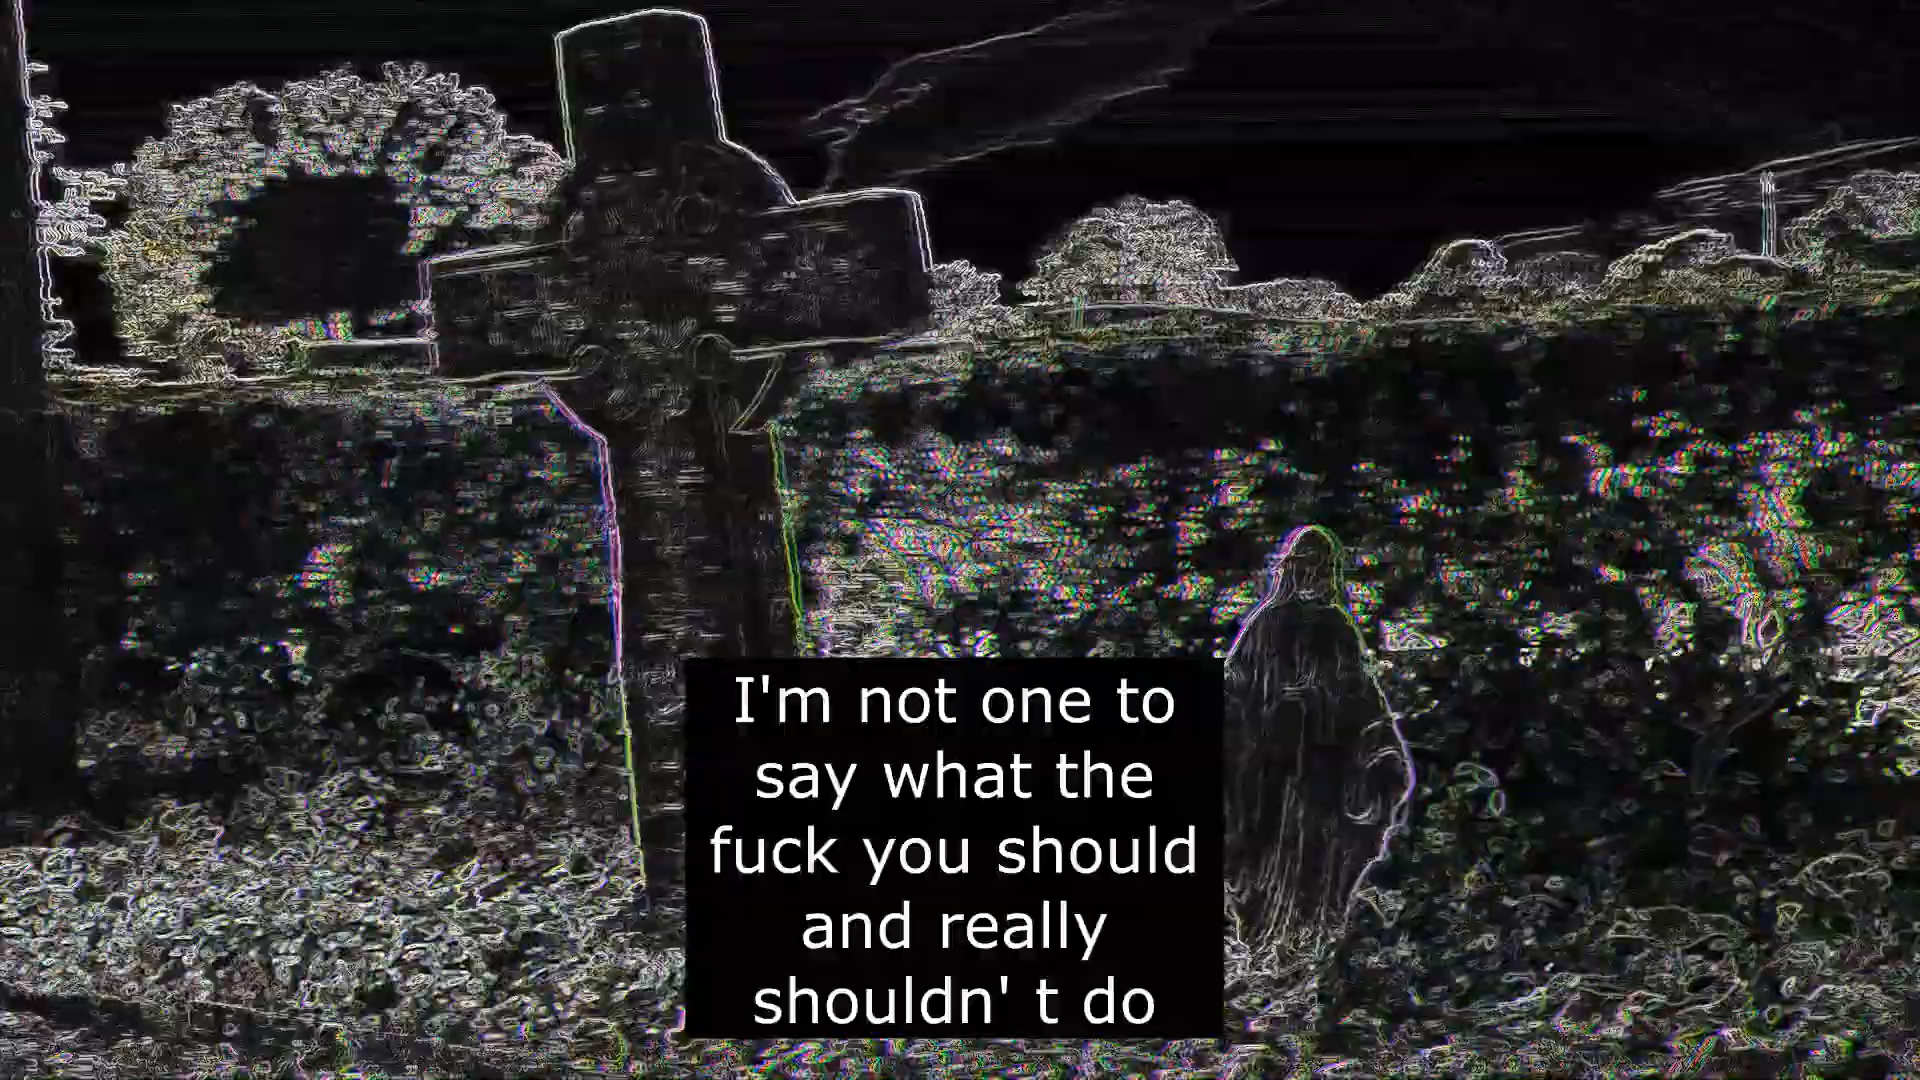 I'm not one to
say what the
fuck you should
and really
shouldn' t do